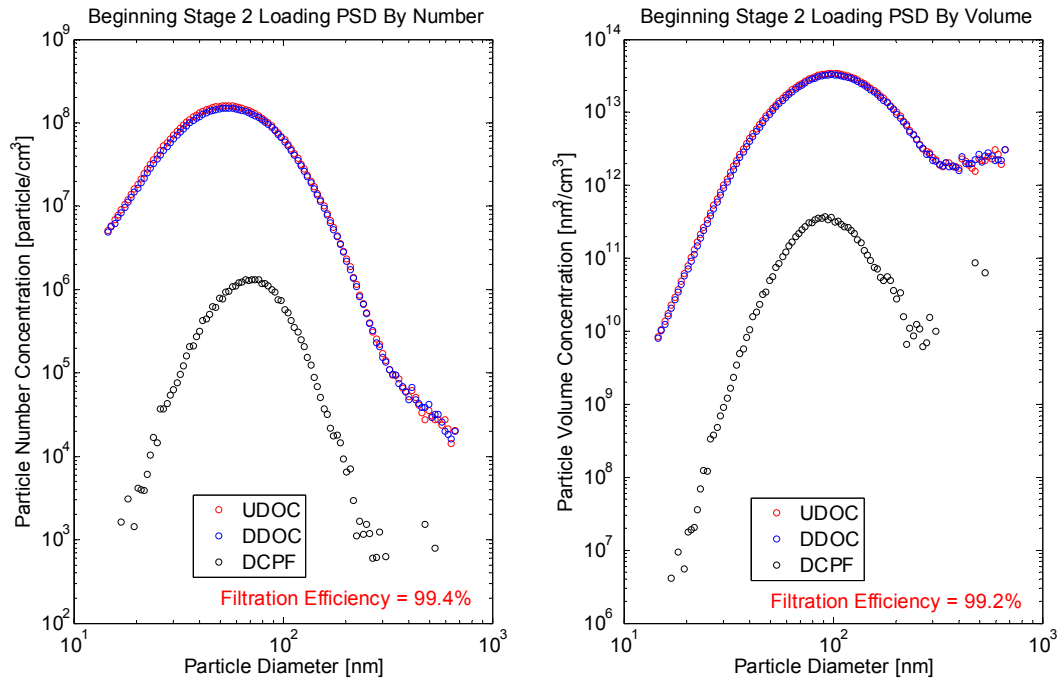 Beginning Stage 2 Loading PSD By Number
10^9
10^8
10^7
10^6
10^5
10^4
10^3
10^2
Particle Number Concentration [particle/cm^3]
UDOC
DDOC
DCPF
Filtration Efficiency = 99.4%
10^1
10^2
10^3
Particle Diameter [nm]
Beginning Stage 2 Loading PSD By Volume
10^14
10^13
10^12
10^11
10^10
10^9
10^8
10^7
10^6
Particle Volume Concentration [nm^3/cm^3]
UDOC
DDOC
DCPF
Filtration Efficiency = 99.2%
10^1
10^2
10^3
Particle Diameter [nm]